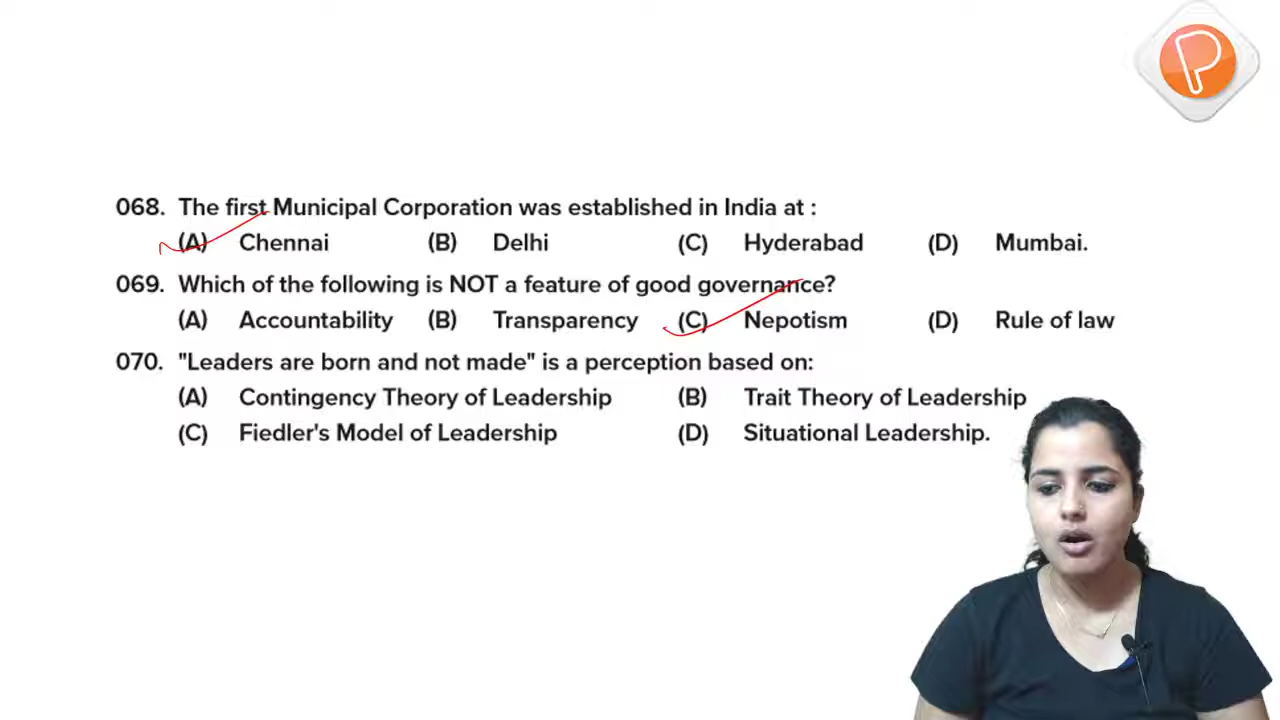 068. The first Municipal Corporation was established in India at :
(A) Chennai (B) Delhi (C) Hyderabad (D) Mumbai.
069. Which of the following is NOT a feature of good governance?
(A) Accountability (B) Transparency (C) Nepotism (D) Rule of law
070. "Leaders are born and not made" is a perception based on:
(A) Contingency Theory of Leadership (B) Trait Theory of Leadership
(C) Fiedler's Model of Leadership (D) Situational Leadership.